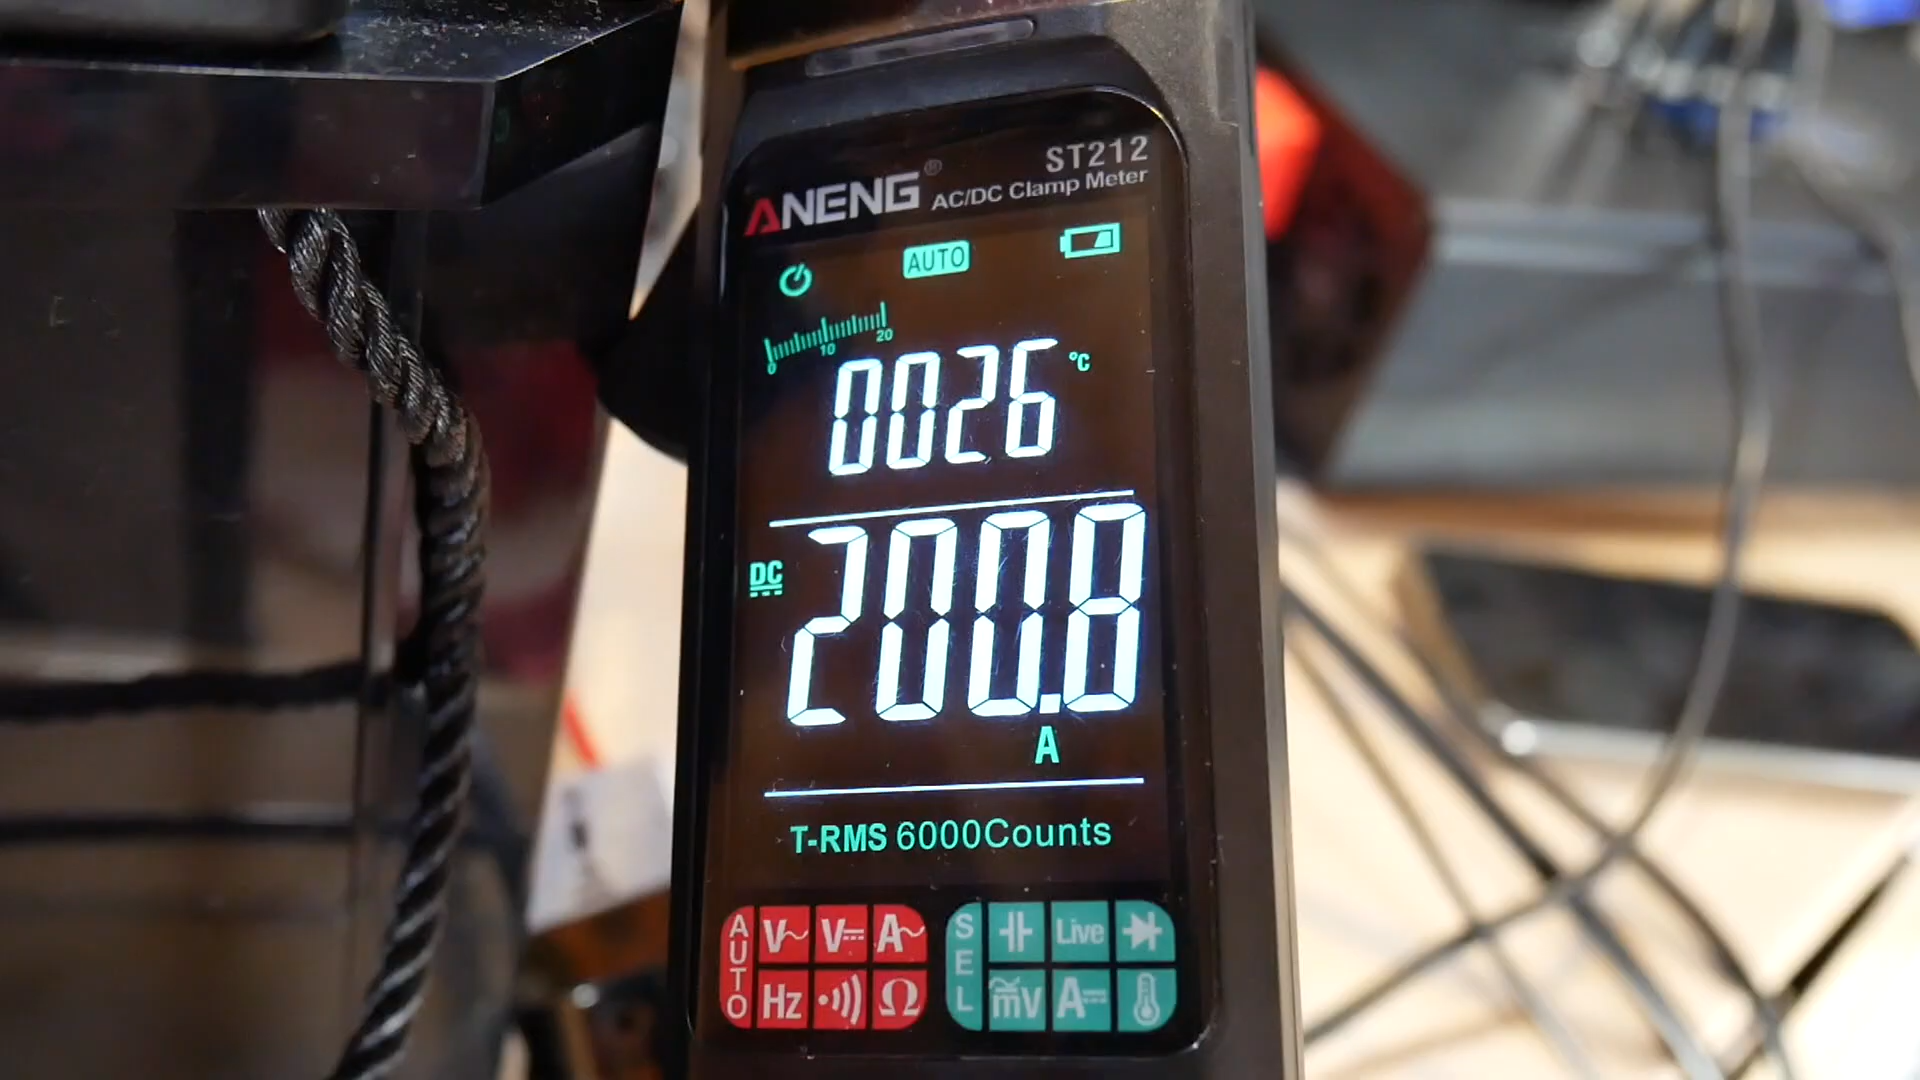 ST212
ANENG® AC/DC Clamp Meter
AUTO
0 10 20
0026 °C
DC 200.8
A
T-RMS 6000Counts
AUTO V~ V⎓ A~ SEL Live
Hz Ω mV A⎓